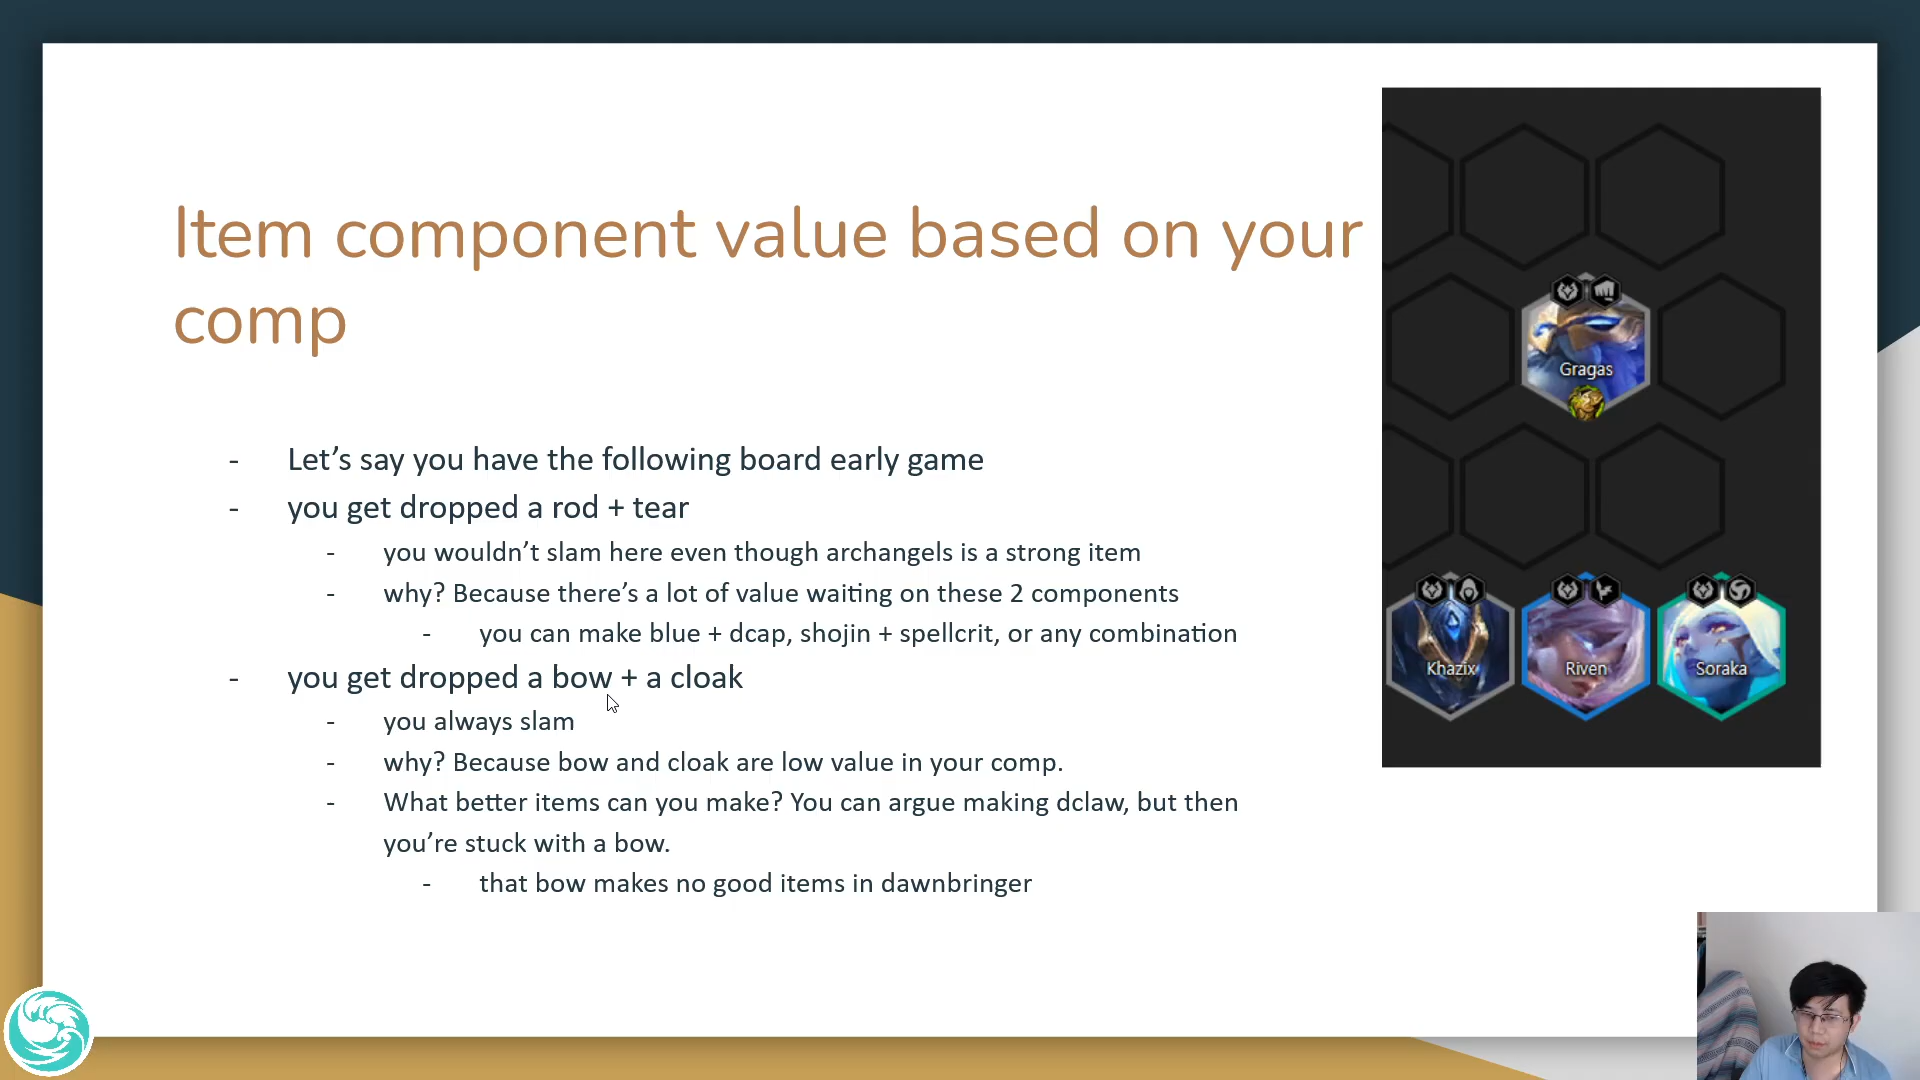 Item component value based on your
comp
- Let’s say you have the following board early game
- you get dropped a rod + tear
- you wouldn’t slam here even though archangels is a strong item
- why? Because there’s a lot of value waiting on these 2 components
- you can make blue + dcap, shojin + spellcrit, or any combination
- you get dropped a bow + a cloak
- you always slam
- why? Because bow and cloak are low value in your comp.
- What better items can you make? You can argue making dclaw, but then
you’re stuck with a bow.
- that bow makes no good items in dawnbringer
Gragas
Khazix
Riven
Soraka